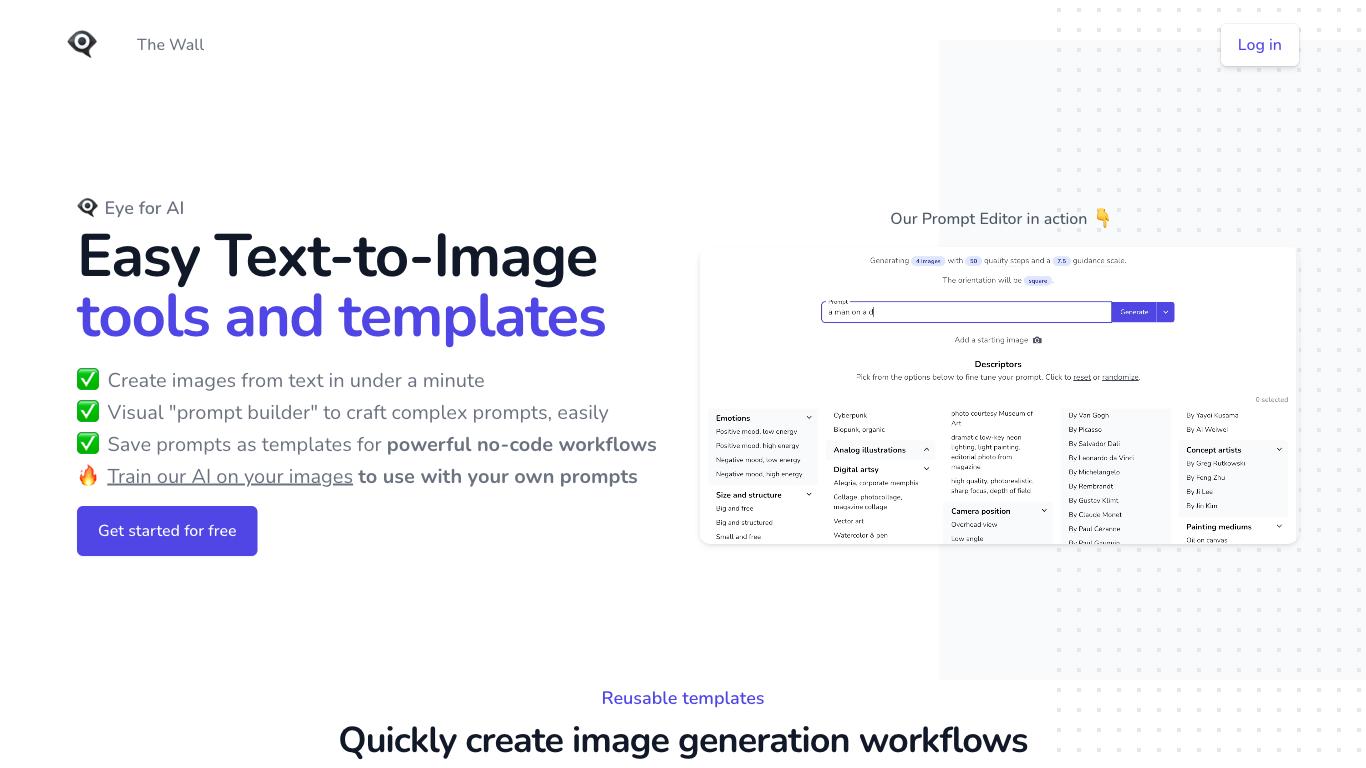 The Wall
Log in
Eye for AI
Easy Text-to-Image
tools and templates
✅ Create images from text in under a minute
✅ Visual "prompt builder" to craft complex prompts, easily
✅ Save prompts as templates for powerful no-code workflows
🔥 Train our AI on your images to use with your own prompts
Get started for free
Our Prompt Editor in action 👇
Generating 4 images with 50 quality steps and a 7.5 guidance scale.
The orientation will be square.
Prompt
a man on a d
Generate
Add a starting image
Descriptors
Pick from the options below to fine tune your prompt. Click to reset or randomize.
0 selected
Emotions
Positive mood, low energy
Positive mood, high energy
Negative mood, low energy
Negative mood, high energy
Size and structure
Big and free
Big and structured
Small and free
Cyberpunk
Biopunk, organic
Analog illustrations
Digital artsy
Alegria, corporate memphis
Collage, photocollage,
magazine collage
Vector art
Watercolor & pen
photo courtesy Museum of
Art
dramatic low-key neon
lighting, light painting,
editorial photo from
magazine
high quality, photorealistic
sharp focus, depth of field
Camera position
Overhead view
Low angle
By Van Gogh
By Picasso
By Salvador Dali
By Leonardo da Vinci
By Michelangelo
By Rembrandt
By Gustav Klimt
By Claude Monet
By Paul Cézanne
By Paul Gauguin
By Yayoi Kusama
By Ai Weiwei
Concept artists
By Greg Rutkowski
By Feng Zhu
By Ji Lee
By Jin Kim
Painting mediums
Oil on canvas
Reusable templates
Quickly create image generation workflows